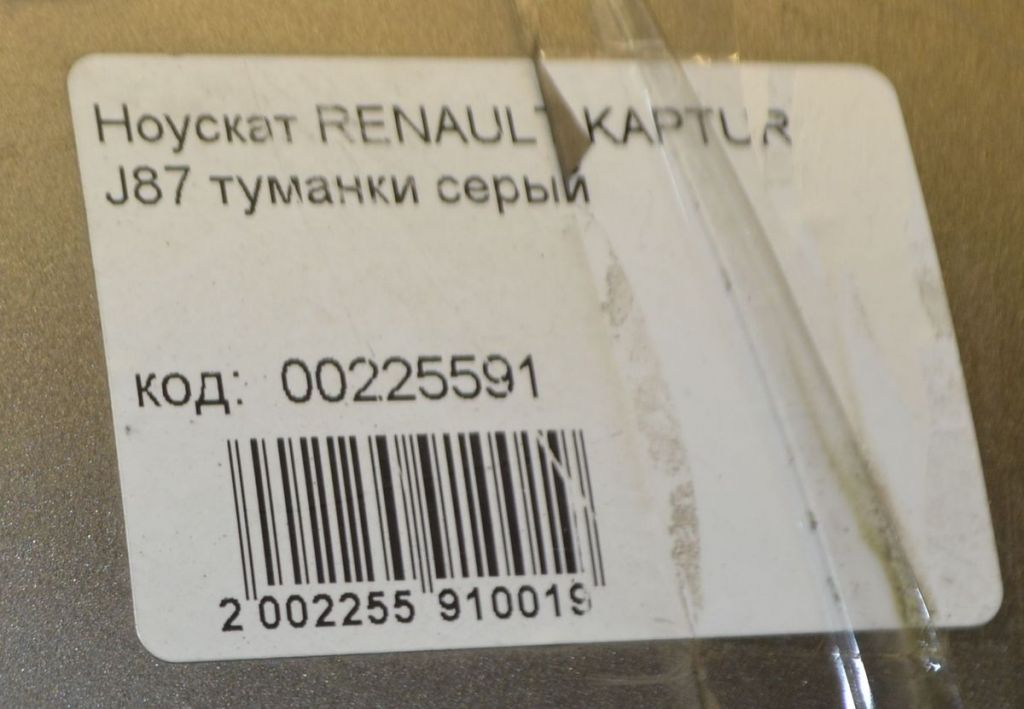 Ноускат RENAULT KAPTUR
J87 туманки серый
код: 00225591
2 002255 910019